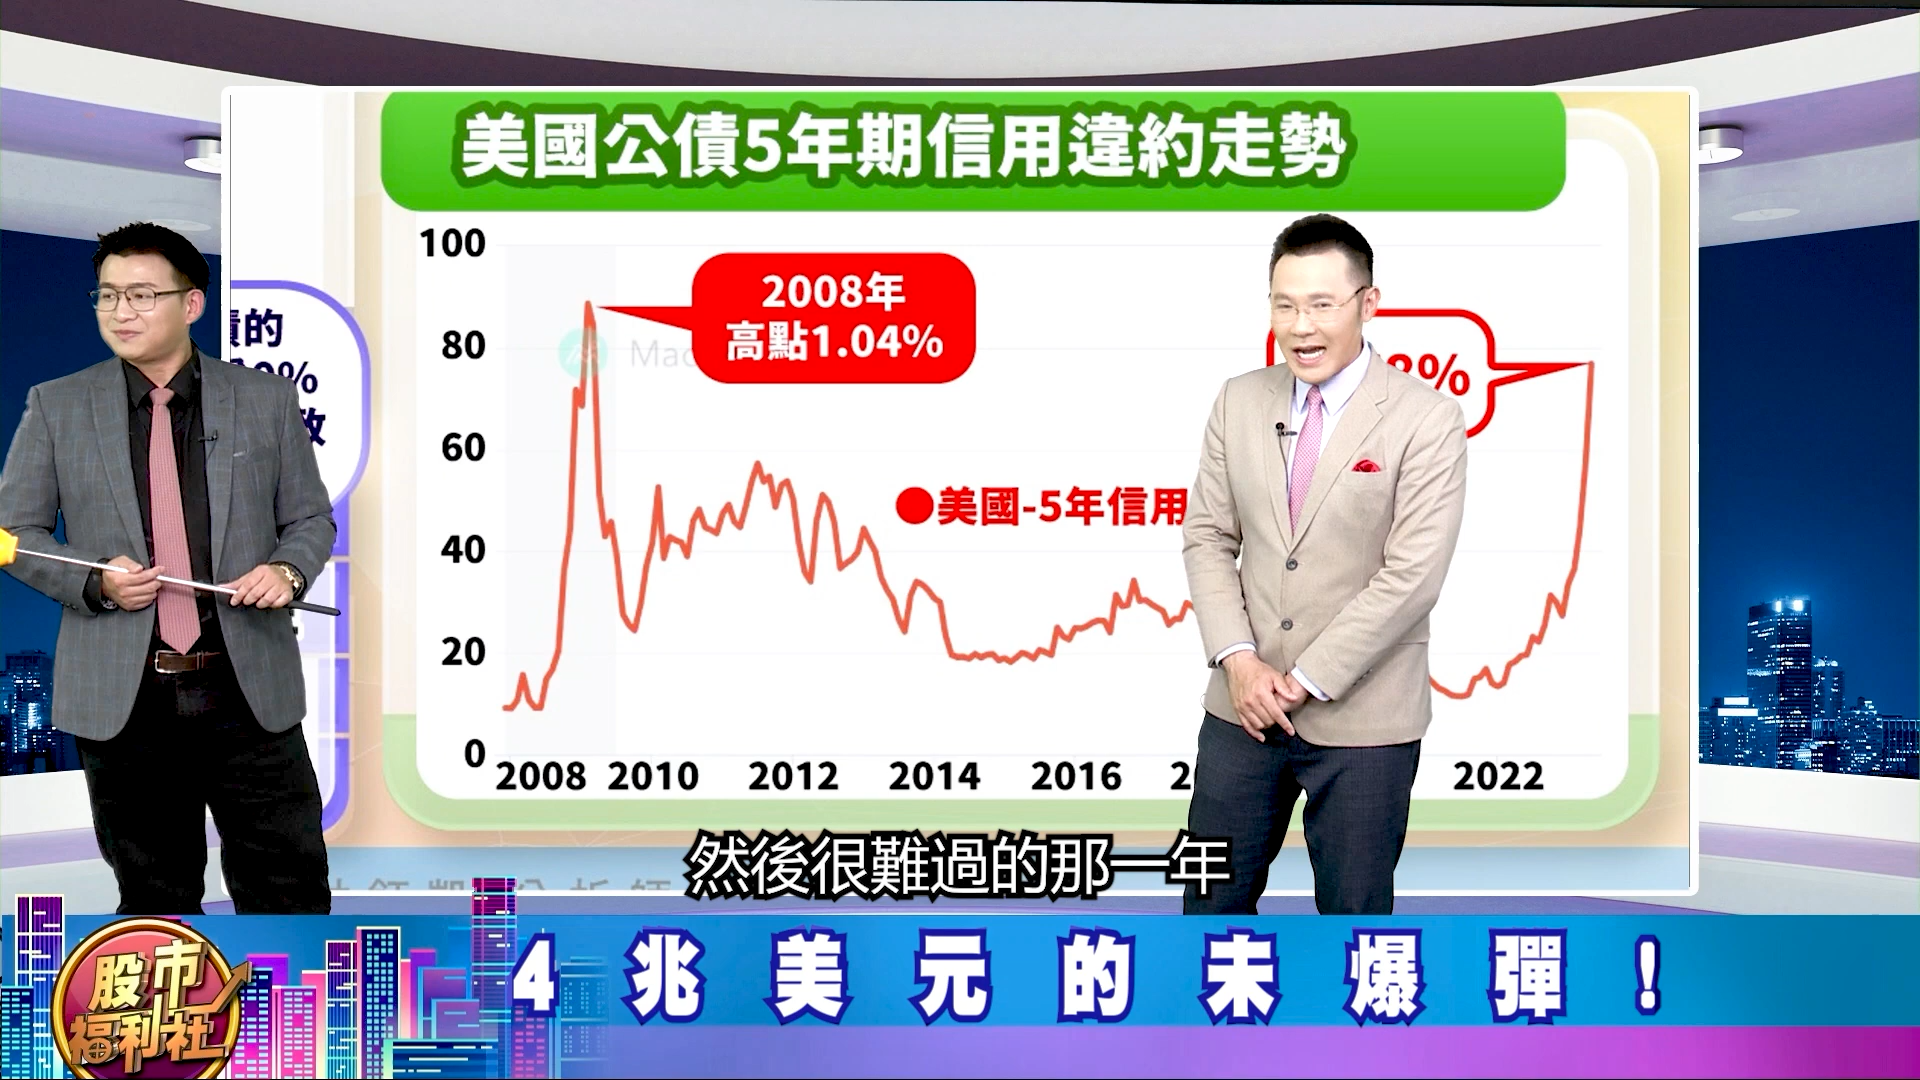 美國公債5年期信用違約走勢
的
%
2008年
高點1.04%
Mac
8%
●美國-5年信用
100
80
60
40
20
0
2008
2010
2012
2014
2016
2022
然後很難過的那一年
4兆美元的未爆彈!
股市
福利社